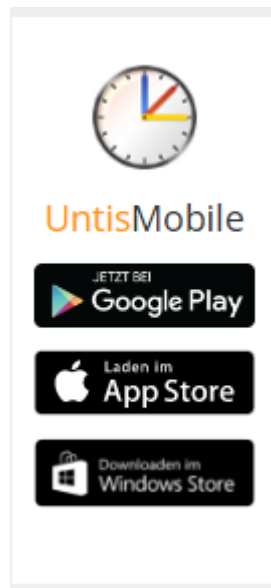 UntisMobile
JETZT BEI
Google Play
Laden im
App Store
Downloaden im
Windows Store